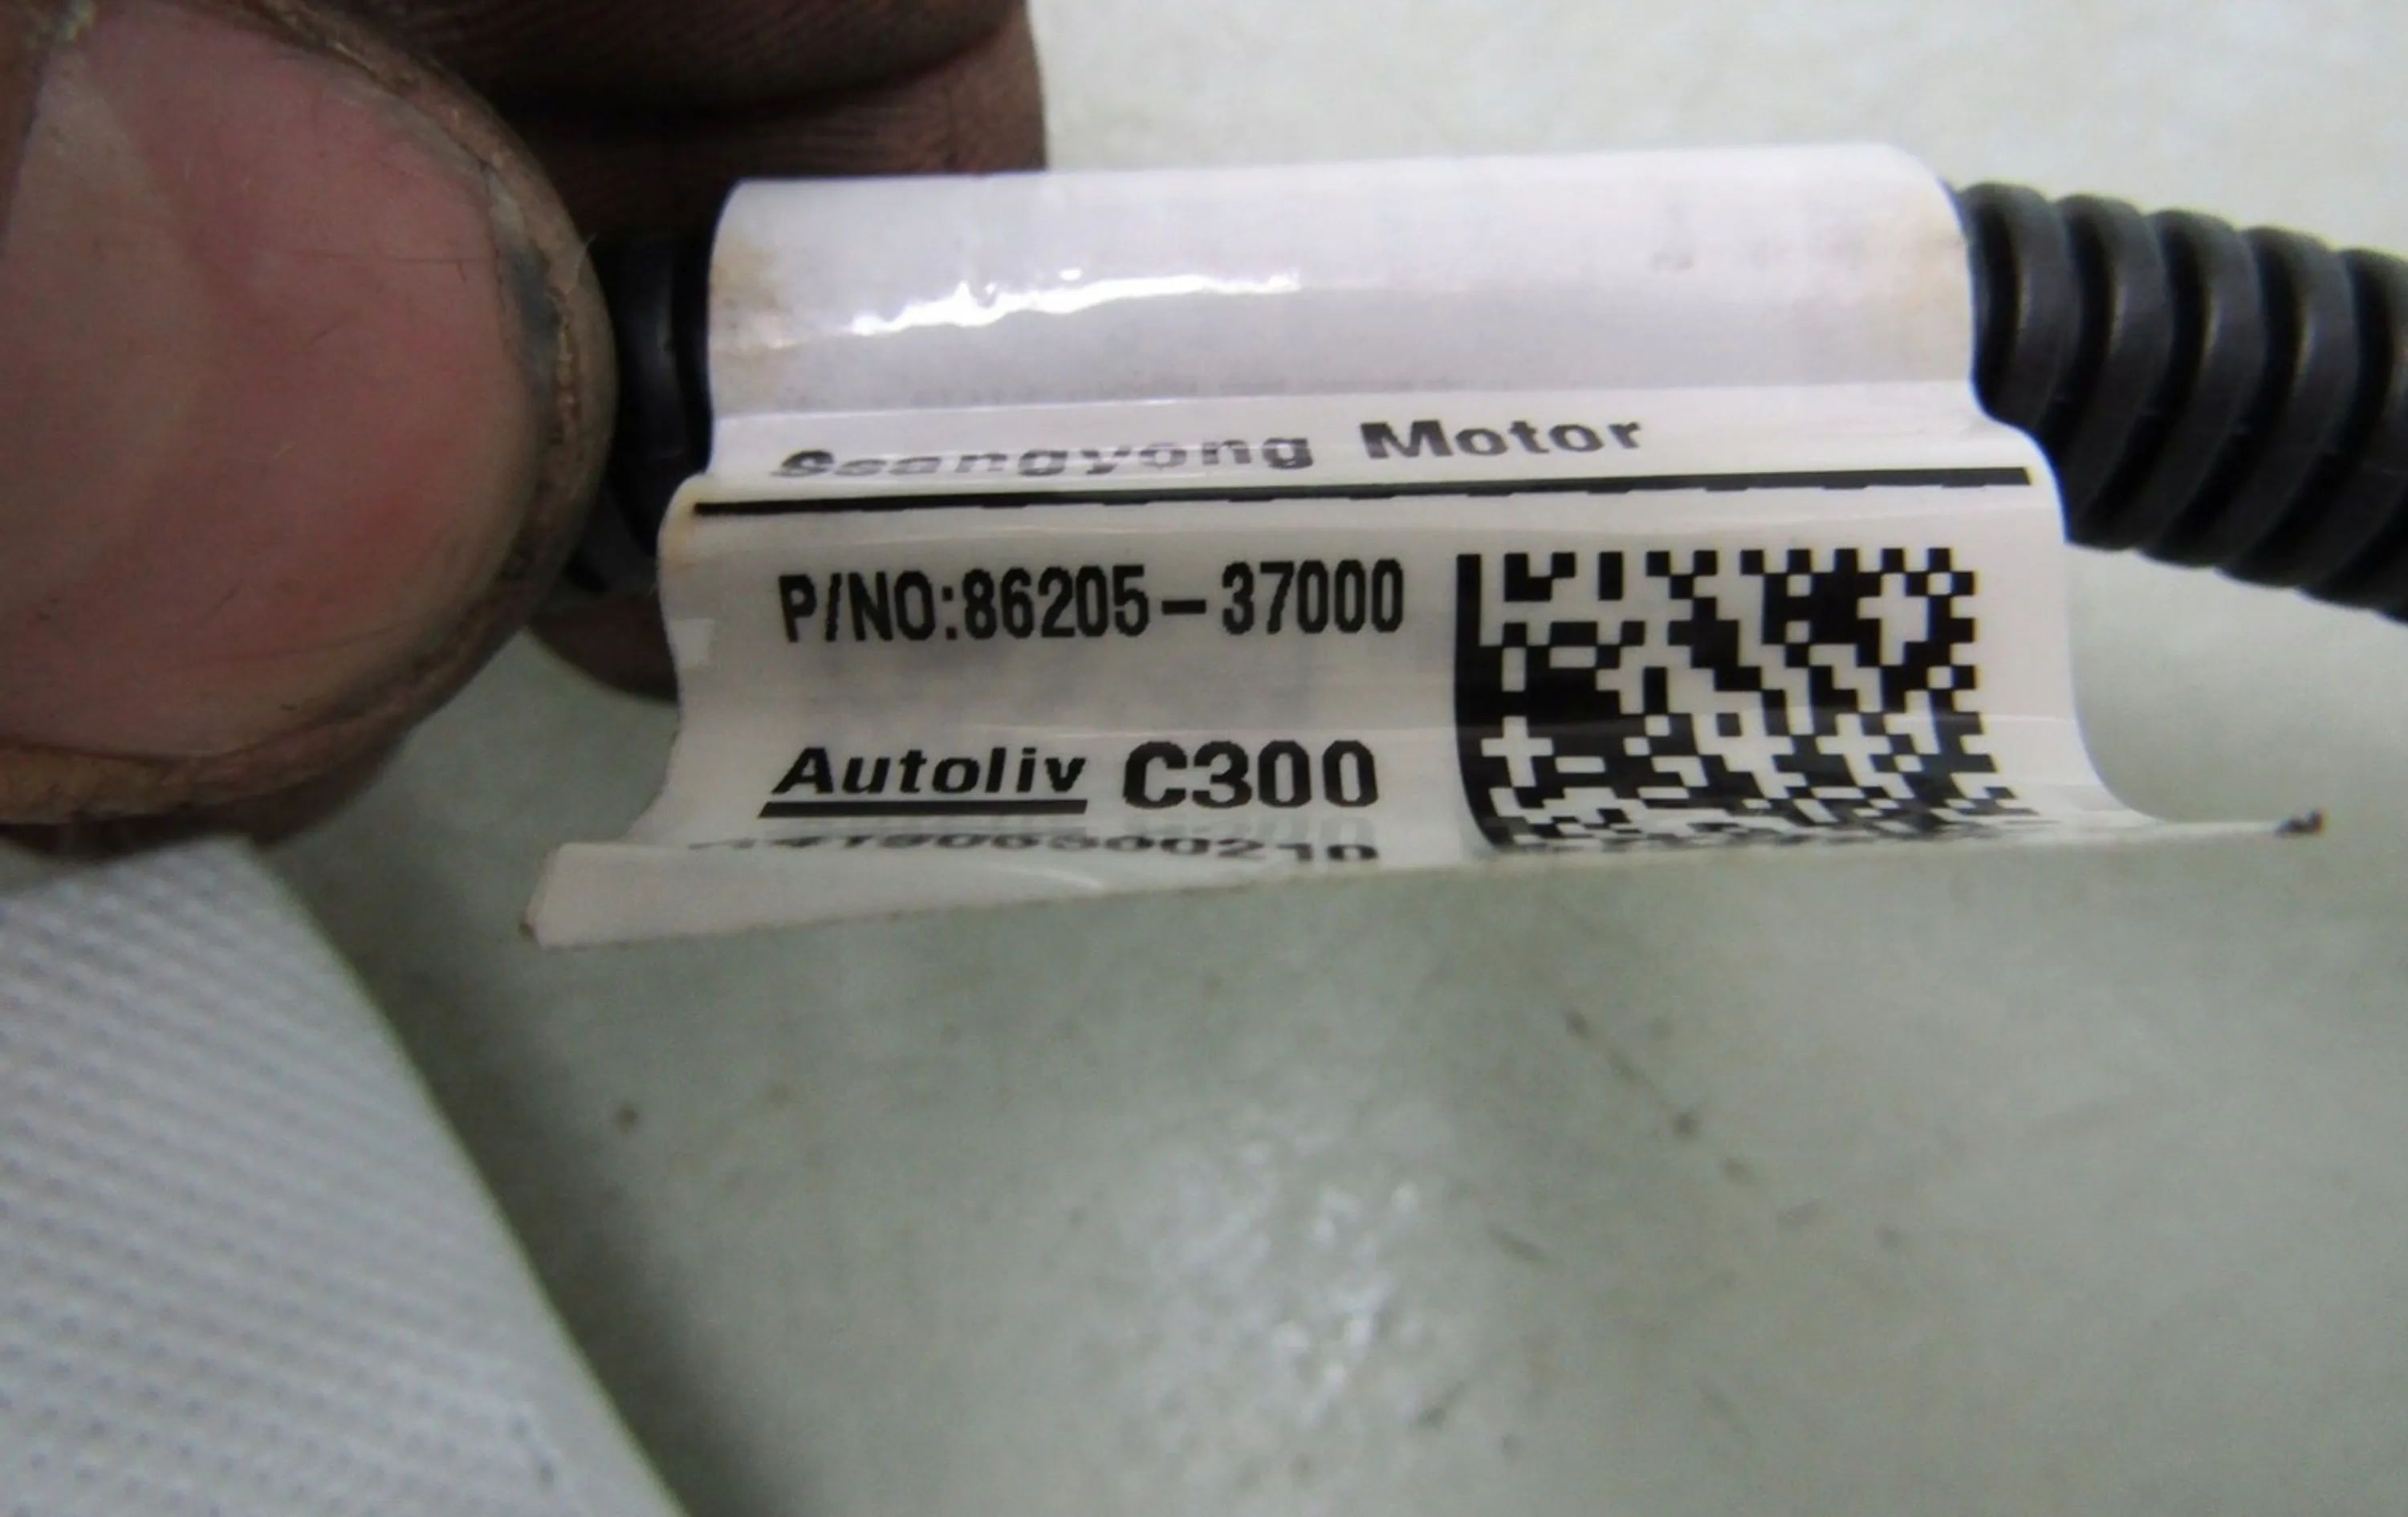 Ssangyong Motor
P/NO:86205-37000
Autoliv C300